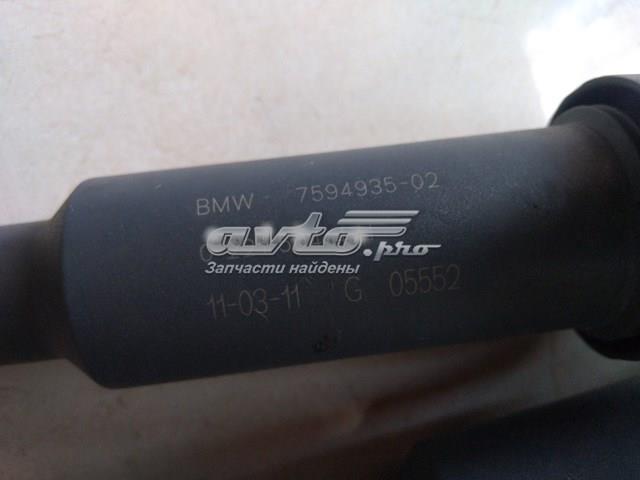 BMW - 7594935-02
avto.pro
Запчасти найдены
11-03-11 G 05552